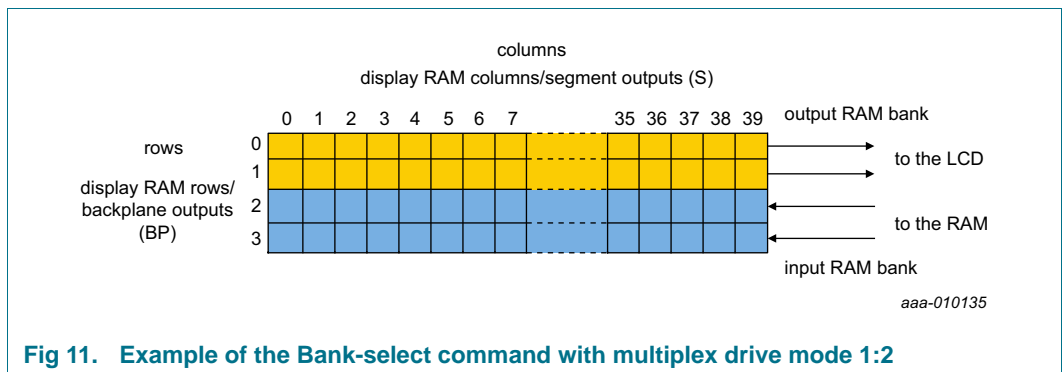 columns
display RAM columns/segment outputs (S)
0 1 2 3 4 5 6 7 35 36 37 38 39 output RAM bank
rows
display RAM rows/
backplane outputs
(BP)
0
1
2
3
to the LCD
to the RAM
input RAM bank
aaa-010135
Fig 11. Example of the Bank-select command with multiplex drive mode 1:2